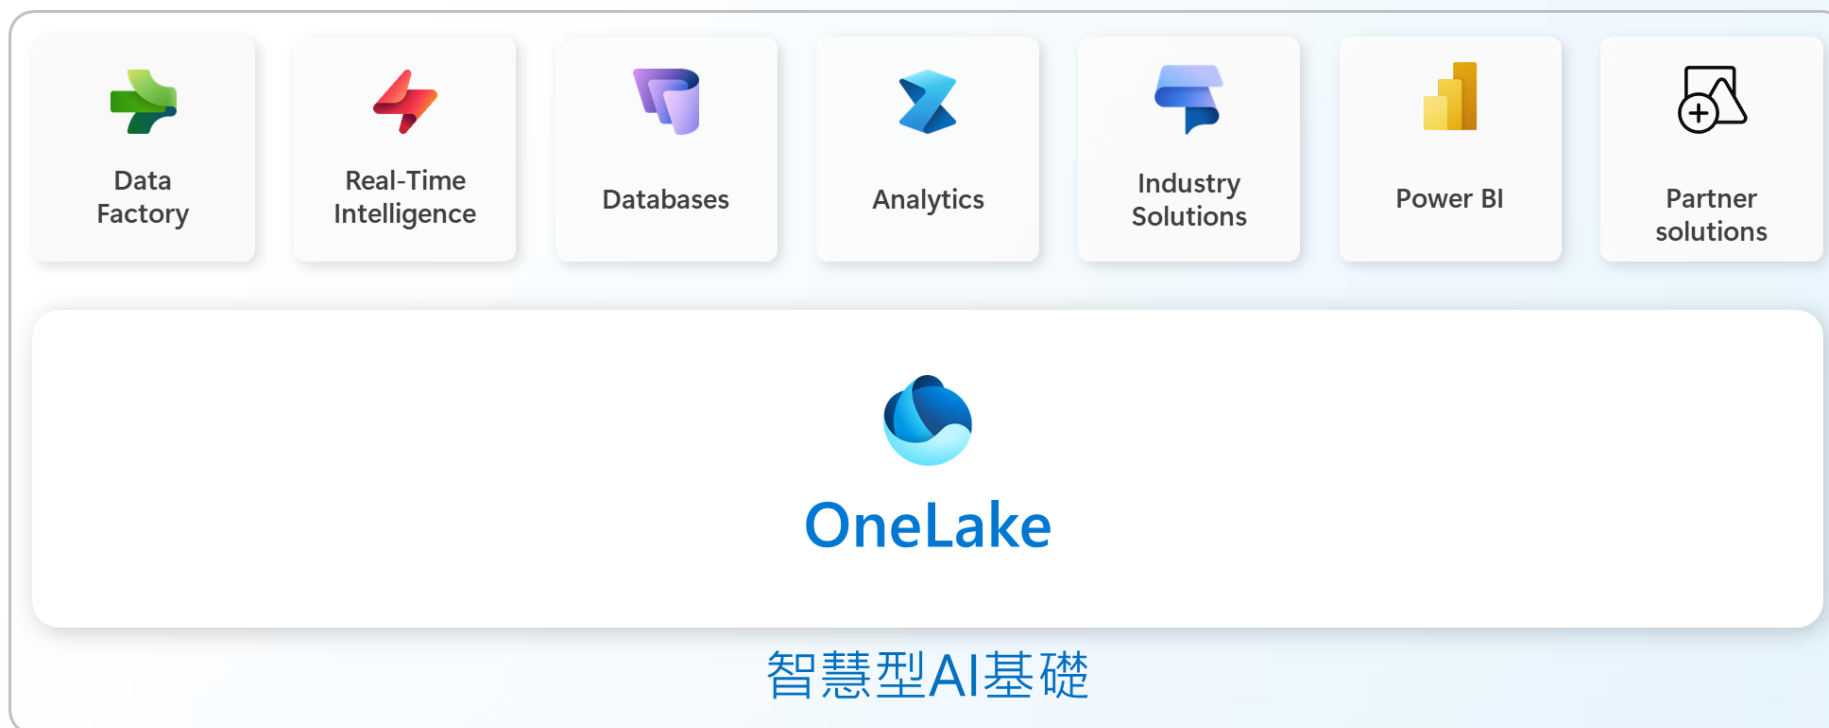 Data
Factory
Real-Time
Intelligence
Databases
Analytics
Industry
Solutions
Power BI
Partner
solutions
OneLake
智慧型AI基礎